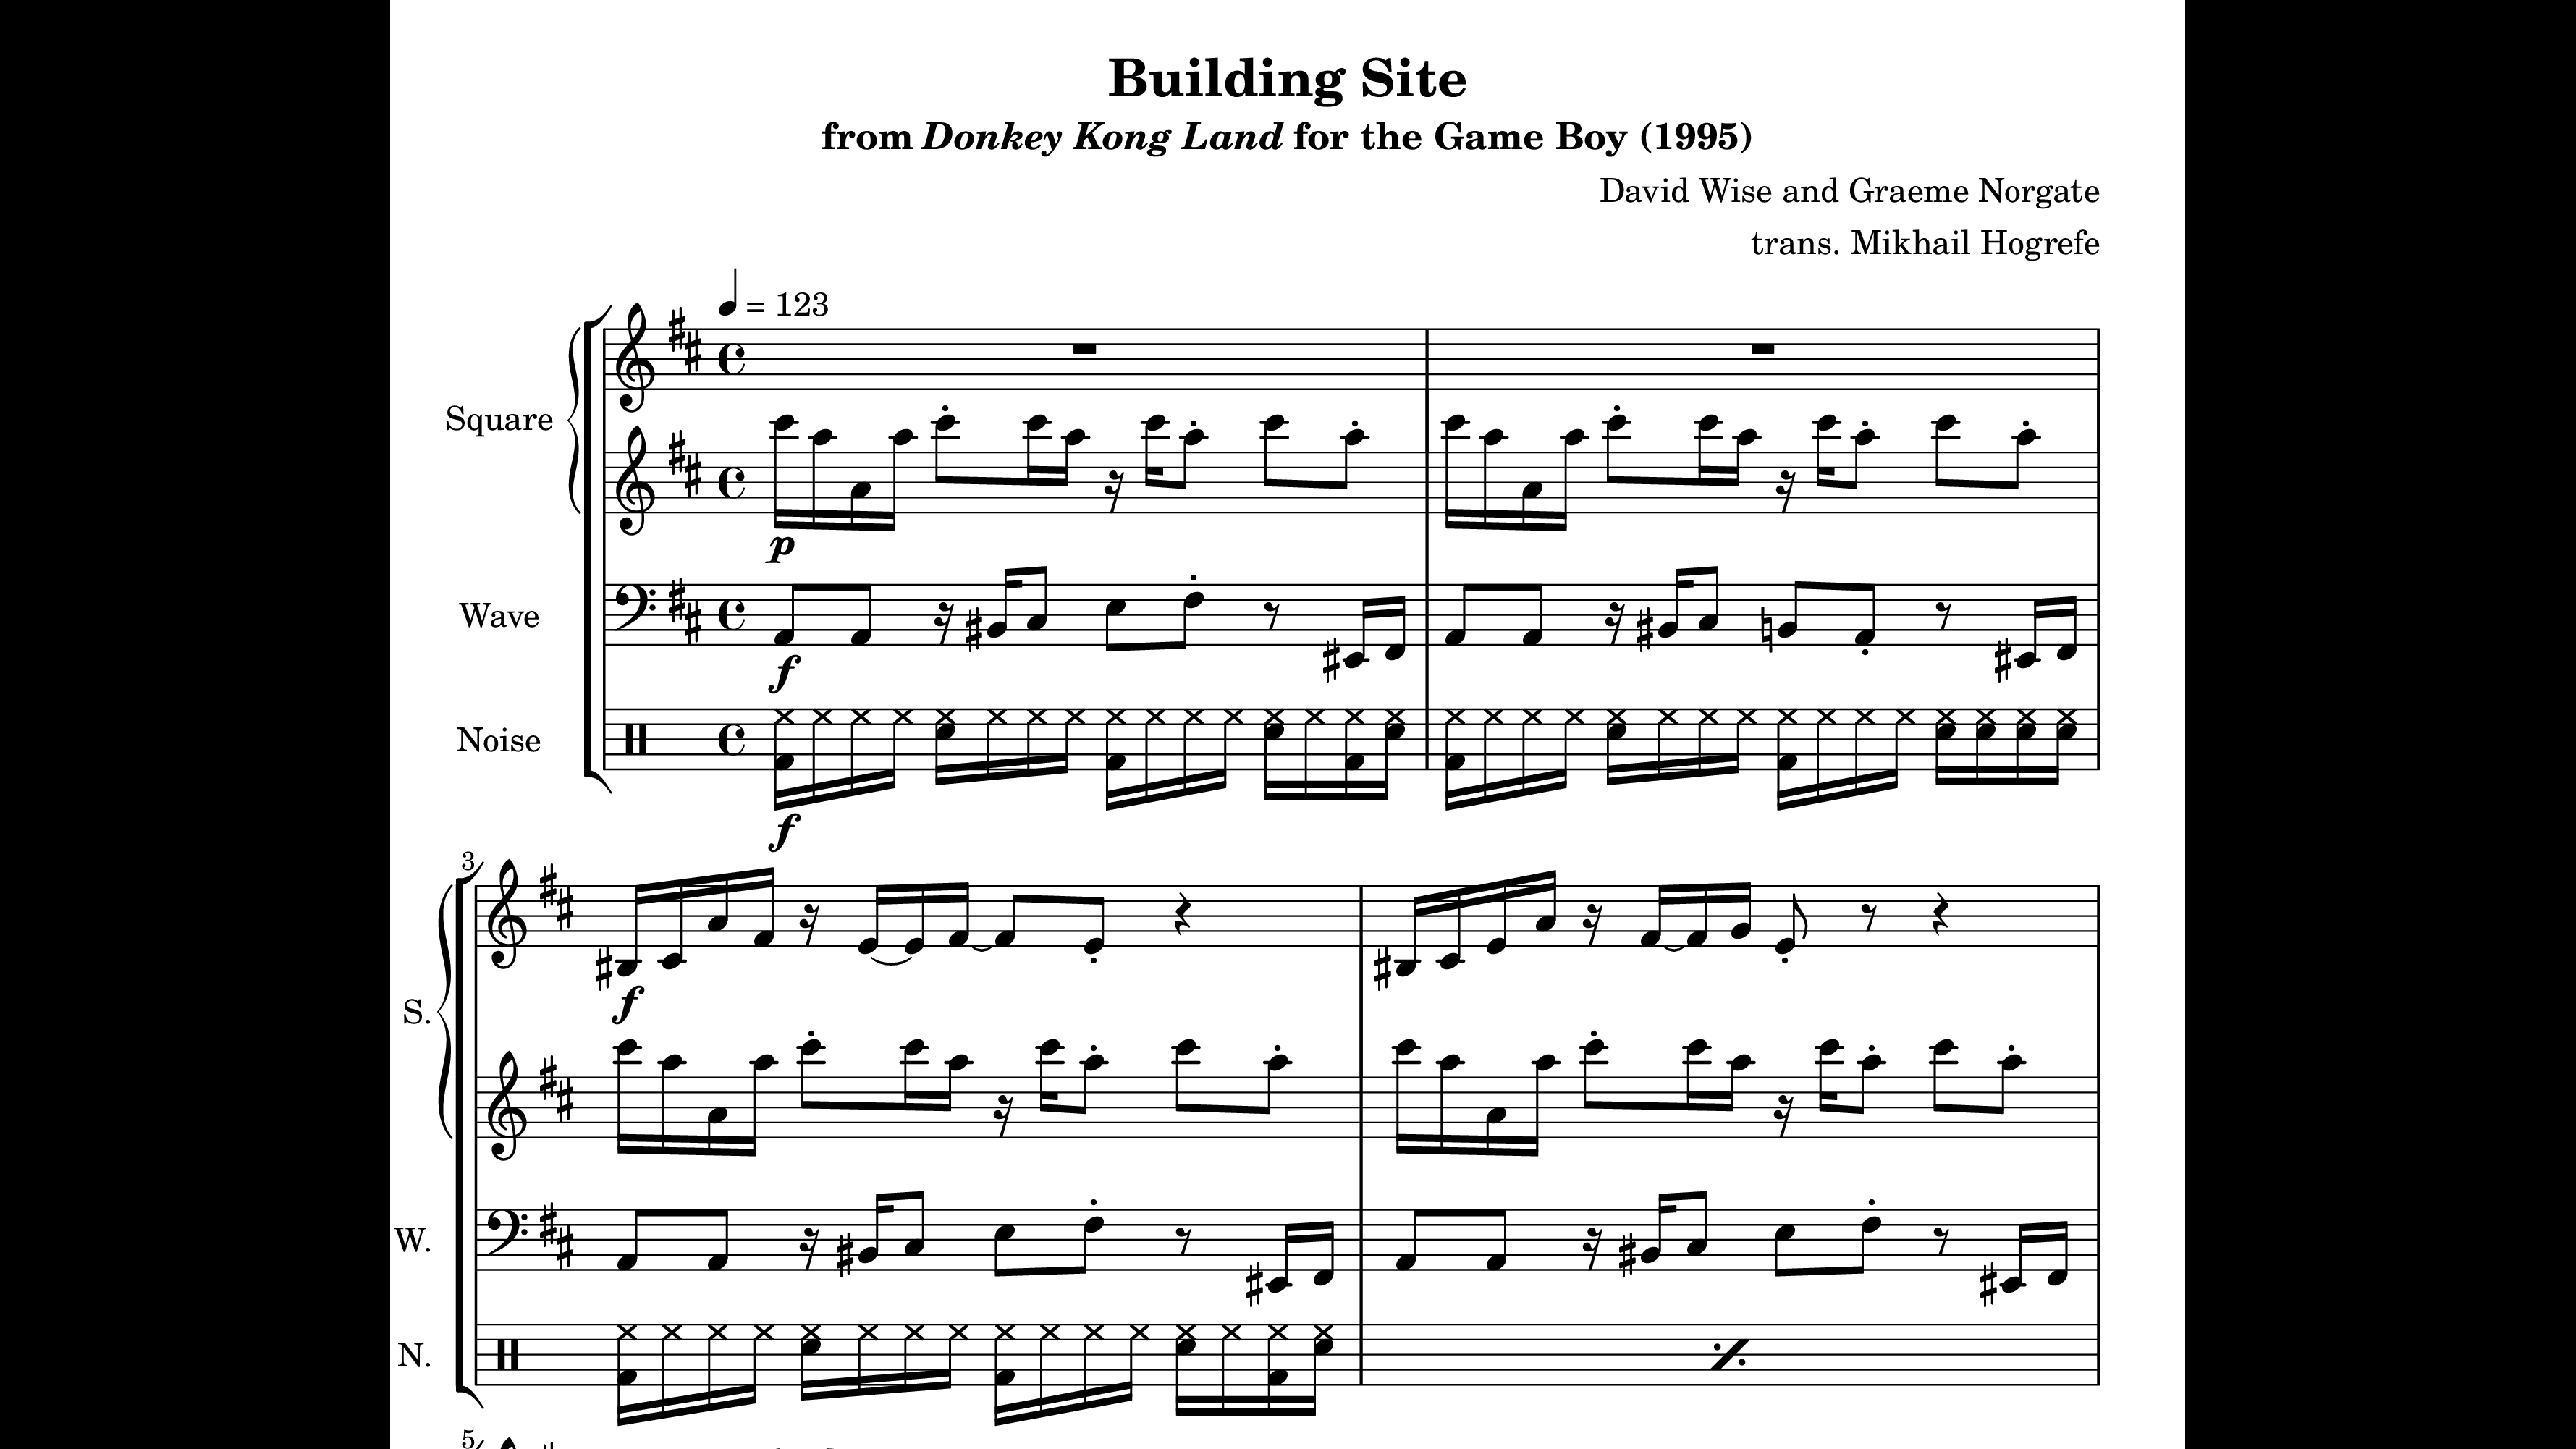 Building Site
from Donkey Kong Land for the Game Boy (1995)
David Wise and Graeme Norgate
trans. Mikhail Hogrefe
= 123
Square
p
Wave
f
Noise
f
3
f
S.
W.
N.
5